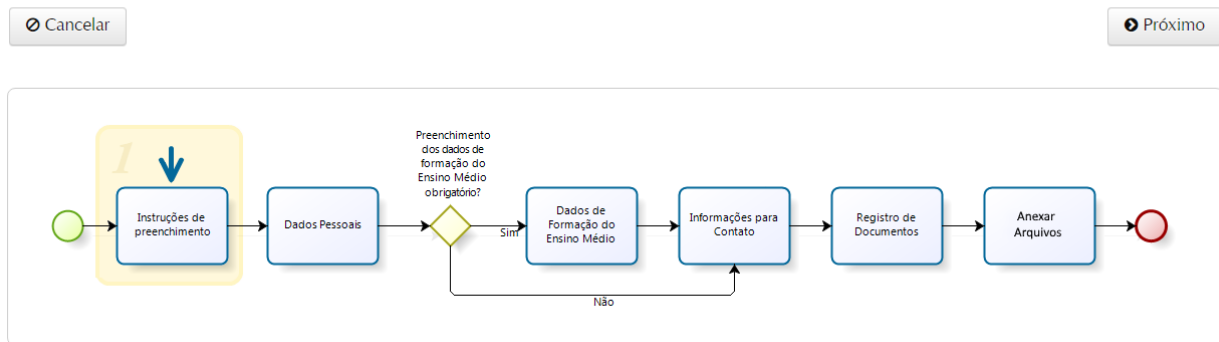 Cancelar
Próximo
1
Preenchimento
dos dados de
formação do
Ensino Médio
obrigatório?
Instruções de
preenchimento
Dados Pessoais
Sim
Dados de
Formação do
Ensino Médio
Informações para
Contato
Registro de
Documentos
Anexar
Arquivos
Não